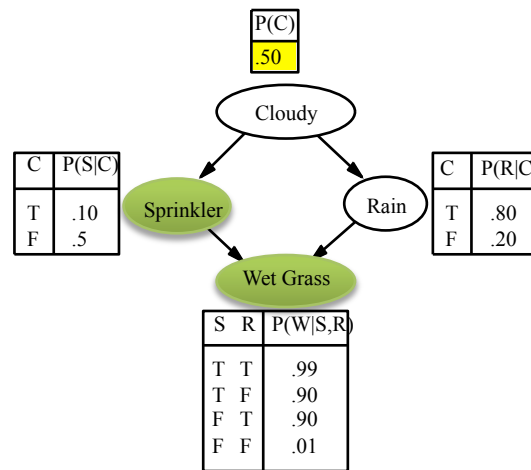 P(C)
.50
Cloudy
C P(S|C)
T .10
F .5
Sprinkler
Rain
C P(R|C
T .80
F .20
Wet Grass
S R P(W|S,R)
T T .99
T F .90
F T .90
F F .01